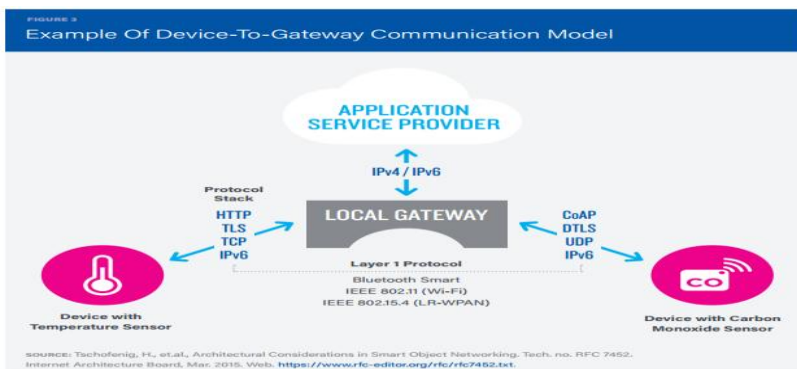 FIGURE 3
Example Of Device-To-Gateway Communication Model
APPLICATION
SERVICE PROVIDER
IPv4 / IPv6
Protocol
Stack
HTTP
TLS
TCP
IPv6
LOCAL GATEWAY
CoAP
DTLS
UDP
IPv6
Layer 1 Protocol
Bluetooth Smart
IEEE 802.11 (Wi-Fi)
IEEE 802.15.4 (LR-WPAN)
Device with
Temperature Sensor
CO
Device with Carbon
Monoxide Sensor
SOURCE: Tschofenig, H., et.al., Architectural Considerations in Smart Object Networking. Tech. no. RFC 7452.
Internet Architecture Board, Mar. 2015. Web. https://www.rfc-editor.org/rfc/rfc7452.txt.